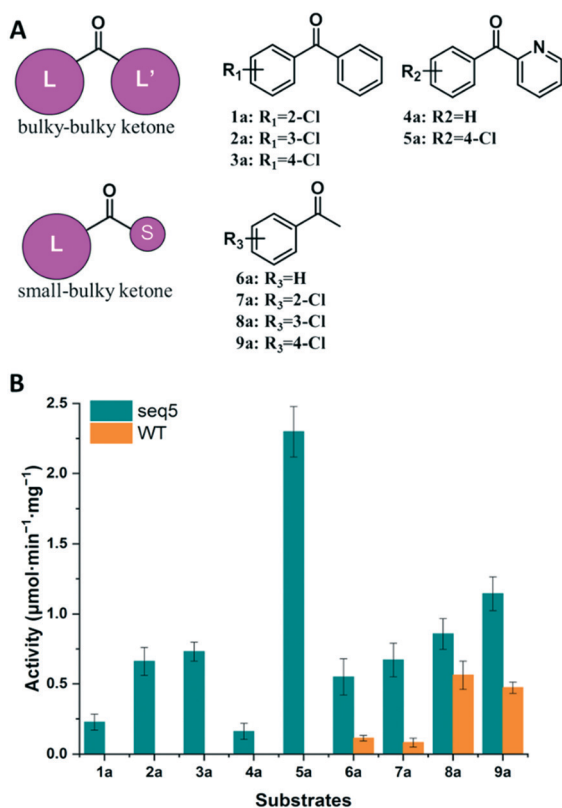 A
O
L
L'
bulky-bulky ketone
O
R₁
1a: R₁=2-Cl
2a: R₁=3-Cl
3a: R₁=4-Cl
O
N
R₂
4a: R2=H
5a: R2=4-Cl
O
L
S
small-bulky ketone
O
R₃
6a: R₃=H
7a: R₃=2-Cl
8a: R₃=3-Cl
9a: R₃=4-Cl
B
seq5
WT
Activity (μmol·min⁻¹·mg⁻¹)
2.5
2.0
1.5
1.0
0.5
0.0
1a 2a 3a 4a 5a 6a 7a 8a 9a
Substrates